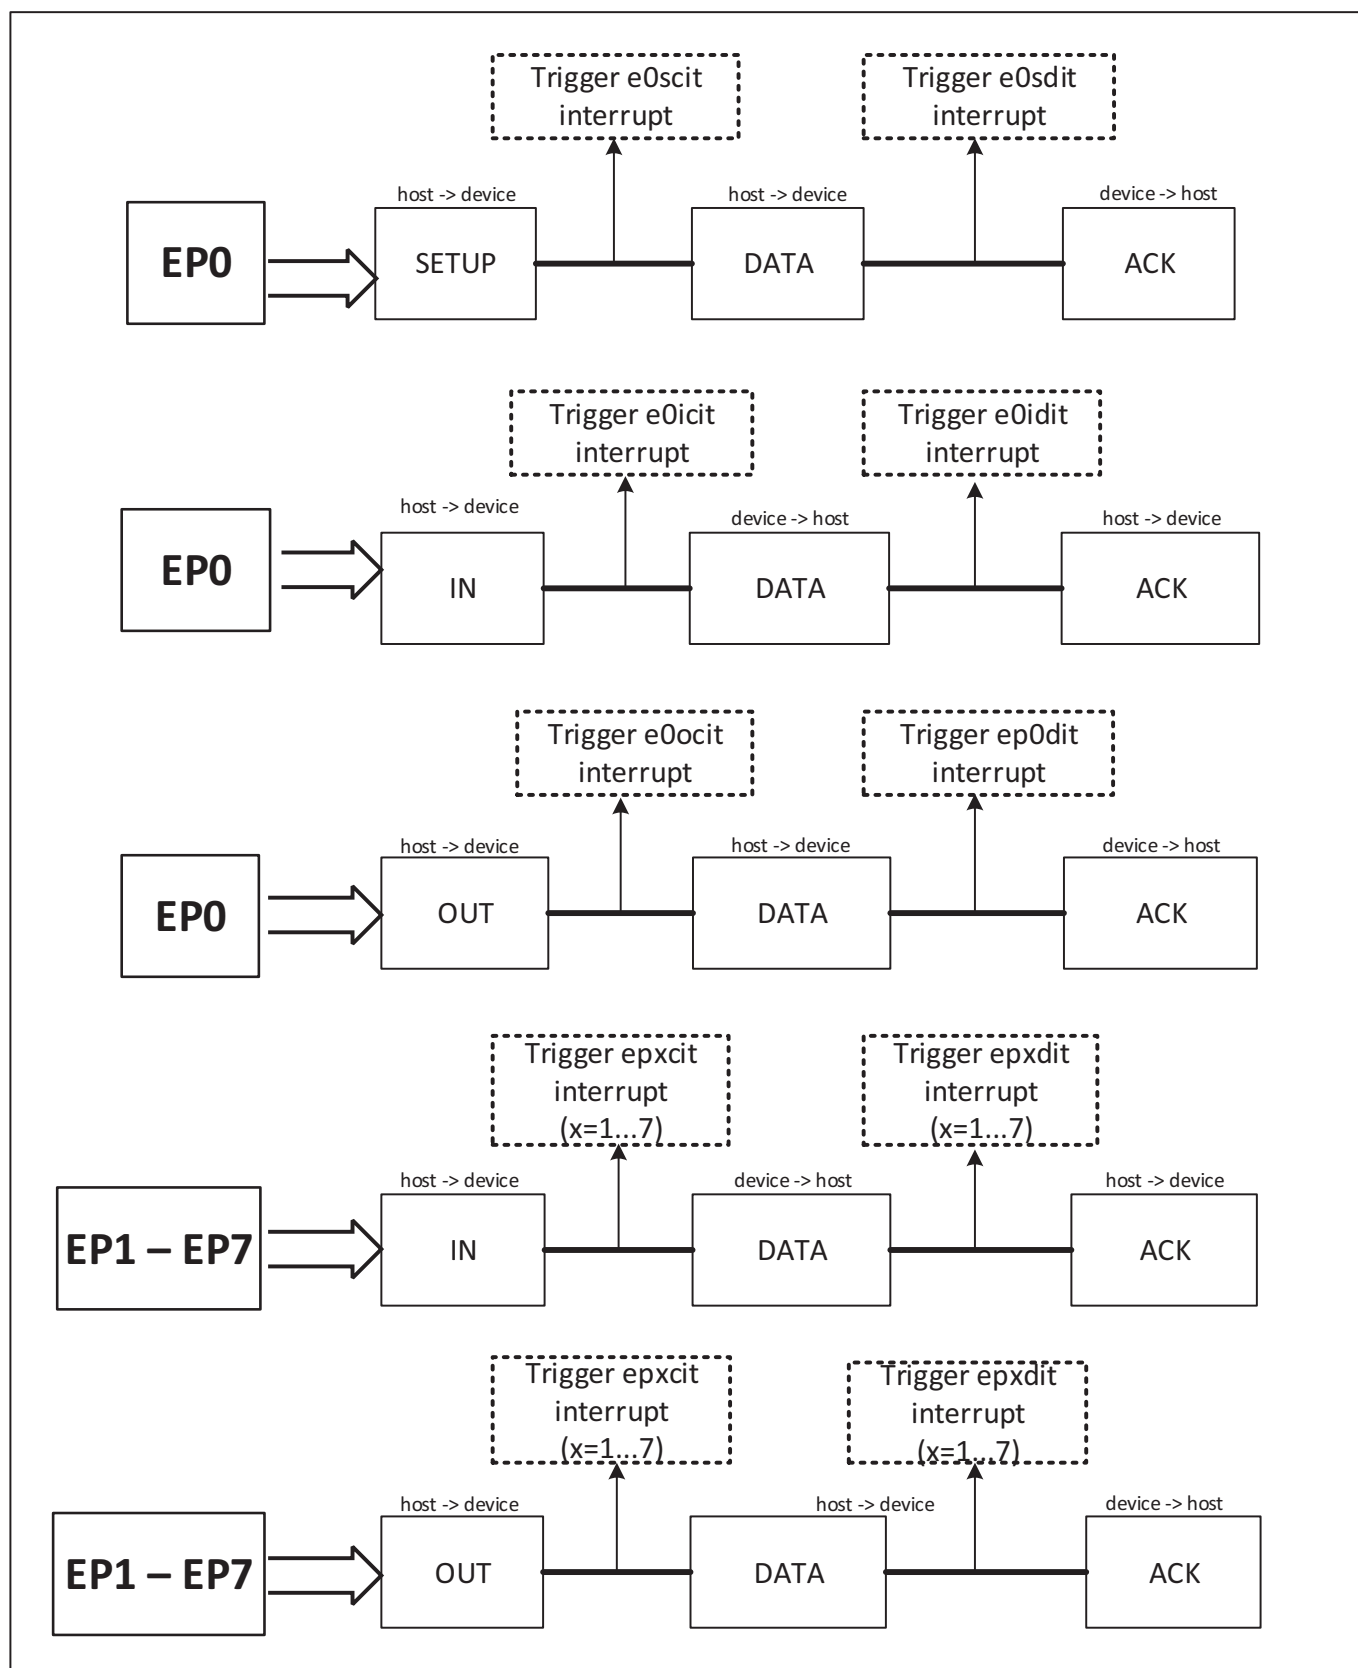 Trigger e0scit
interrupt
Trigger e0sdit
interrupt
host -> device
host -> device
device -> host
EP0
SETUP
DATA
ACK
Trigger e0icit
interrupt
Trigger e0idit
interrupt
host -> device
device -> host
host -> device
EP0
IN
DATA
ACK
Trigger e0ocit
interrupt
Trigger ep0dit
interrupt
host -> device
host -> device
device -> host
EP0
OUT
DATA
ACK
Trigger epxcit
interrupt
(x=1...7)
Trigger epxdit
interrupt
(x=1...7)
host -> device
device -> host
host -> device
EP1 – EP7
IN
DATA
ACK
Trigger epxcit
interrupt
(x=1...7)
Trigger epxdit
interrupt
(x=1...7)
host -> device
host -> device
device -> host
EP1 – EP7
OUT
DATA
ACK